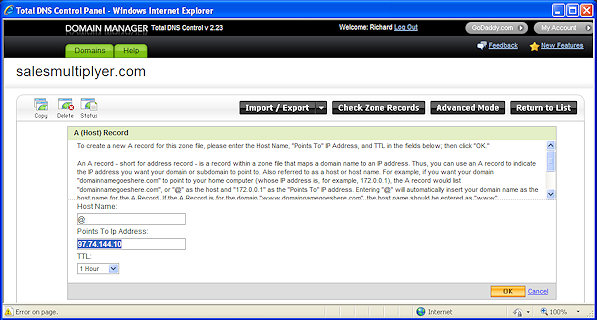 Total DNS Control Panel - Windows Internet Explorer
DOMAIN MANAGER Total DNS Control v 2.23
Welcome: Richard Log Out
GoDaddy.com
My Account
Domains
Help
Feedback
New Features
salesmultiplyer.com
Copy
Delete
Status
Import / Export
Check Zone Records
Advanced Mode
Return to List
A (Host) Record
To create a new A record for this zone file, please enter the Host Name, "Points To" IP Address, and TTL in the fields below; then click "OK."
An A record - short for address record - is a record within a zone file that maps a domain name to an IP address. Thus, you can use an A record to indicate
the IP address you want your domain or subdomain to point to. Also referred to as a host or host name. For example, if you want your domain
"domainnamegoeshere.com" to point to your home computer (whose IP address is, for example, 172.0.0.1), the A record would list
"domainnamegoeshere.com", or "@" as the host and "172.0.0.1" as the "Points To" IP address. Entering "@" will automatically insert your domain name as the
host name for the A Record. If the A Record is for the domain "www.domainnamegoeshere.com", the host name should be entered as "www".
Host Name:
@
Points To Ip Address:
97.74.144.10
TTL:
1 Hour
OK
Cancel
Error on page.
Internet
100%